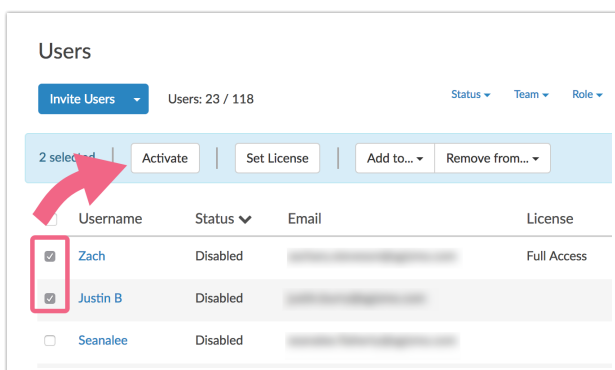 Users
Invite Users Users: 23 / 118 Status Team Role
2 selected Activate Set License Add to... Remove from...
Username Status Email License
Zach Disabled Full Access
Justin B Disabled
Seanalee Disabled